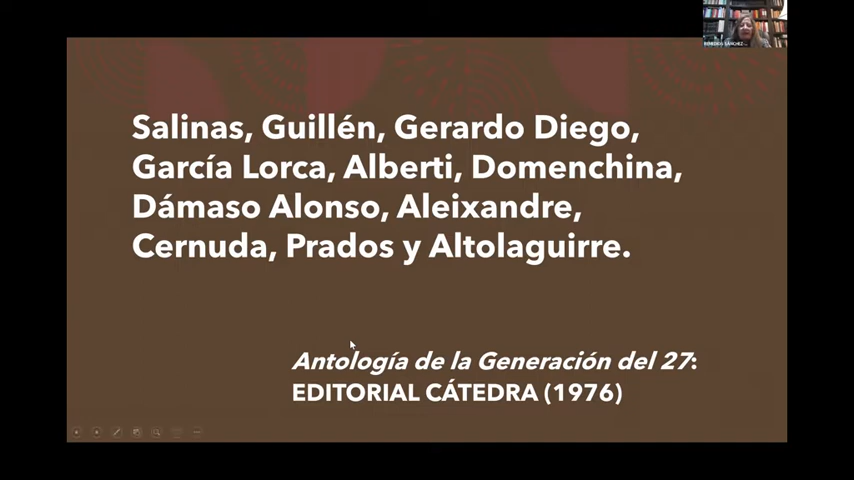 Salinas, Guillén, Gerardo Diego,
García Lorca, Alberti, Domenchina,
Dámaso Alonso, Aleixandre,
Cernuda, Prados y Altolaguirre.
Antología de la Generación del 27:
EDITORIAL CÁTEDRA (1976)